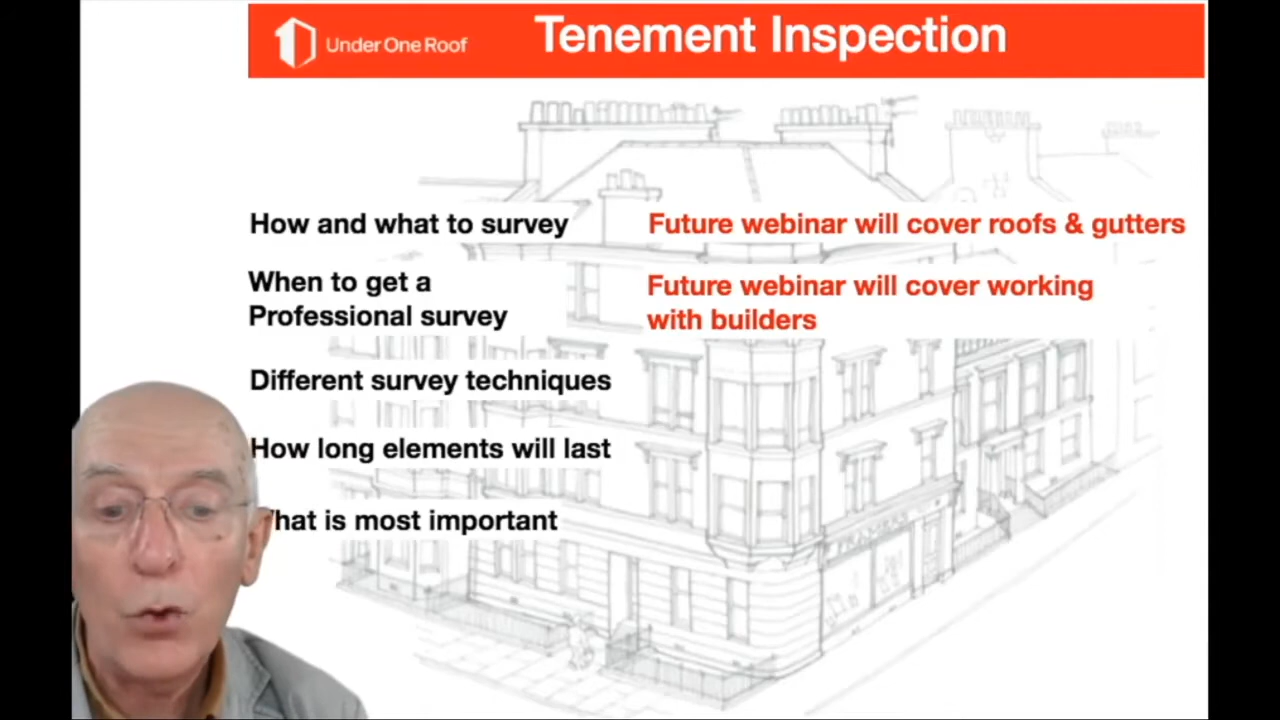 Under One Roof
Tenement Inspection
How and what to survey
Future webinar will cover roofs & gutters
When to get a
Professional survey
Future webinar will cover working
with builders
Different survey techniques
How long elements will last
What is most important